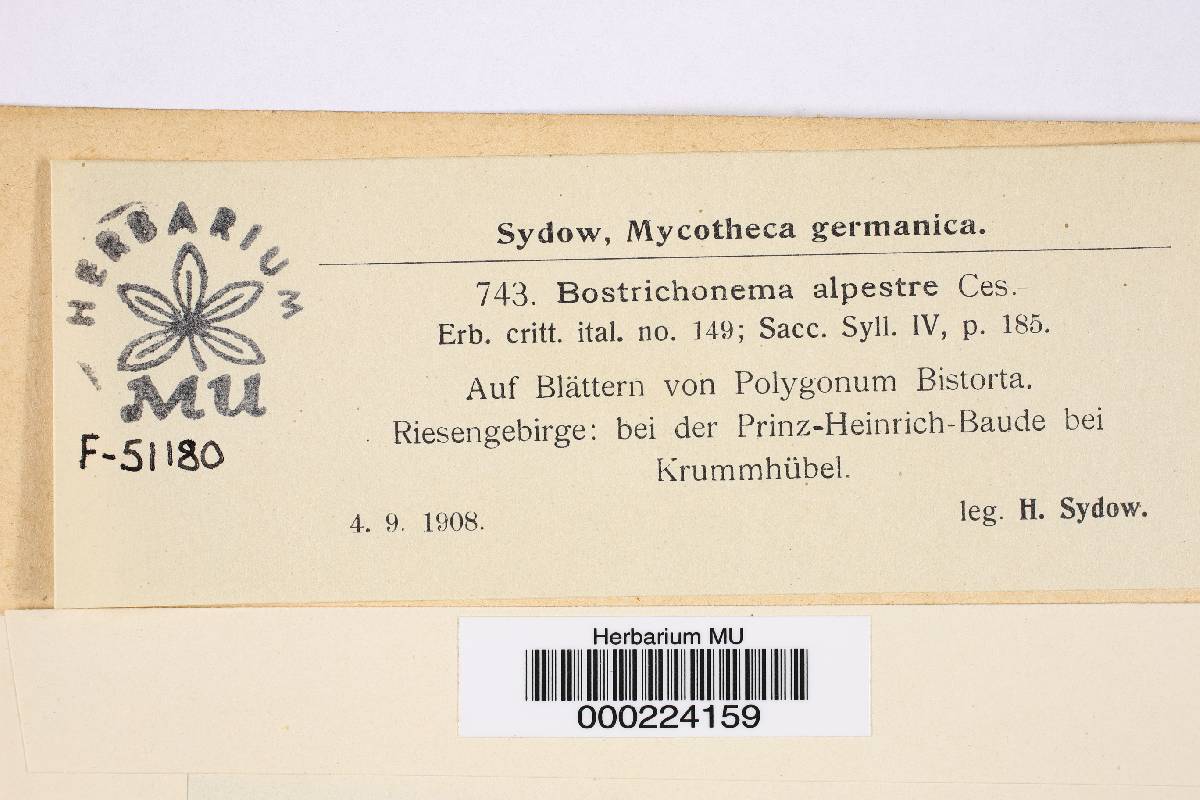 HERBARIUM
MU
F-51180
Sydow, Mycotheca germanica.
743. Bostrichonema alpestre Ces.
Erb. critt. ital. no. 149; Sacc. Syll. IV, p. 185.
Auf Blättern von Polygonum Bistorta.
Riesengebirge: bei der Prinz-Heinrich-Baude bei
Krummhübel.
4. 9. 1908.
leg. H. Sydow.
Herbarium MU
000224159